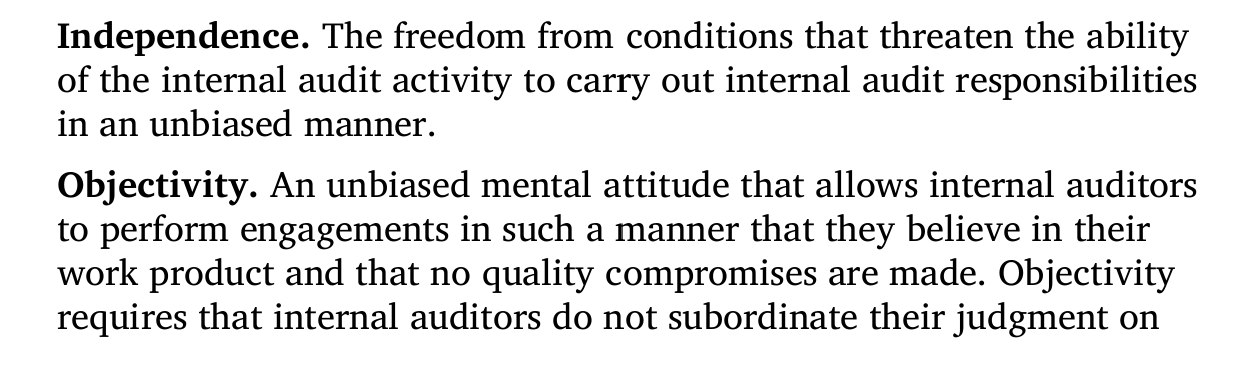 Independence. The freedom from conditions that threaten the ability
of the internal audit activity to carry out internal audit responsibilities
in an unbiased manner.
Objectivity. An unbiased mental attitude that allows internal auditors
to perform engagements in such a manner that they believe in their
work product and that no quality compromises are made. Objectivity
requires that internal auditors do not subordinate their judgment on